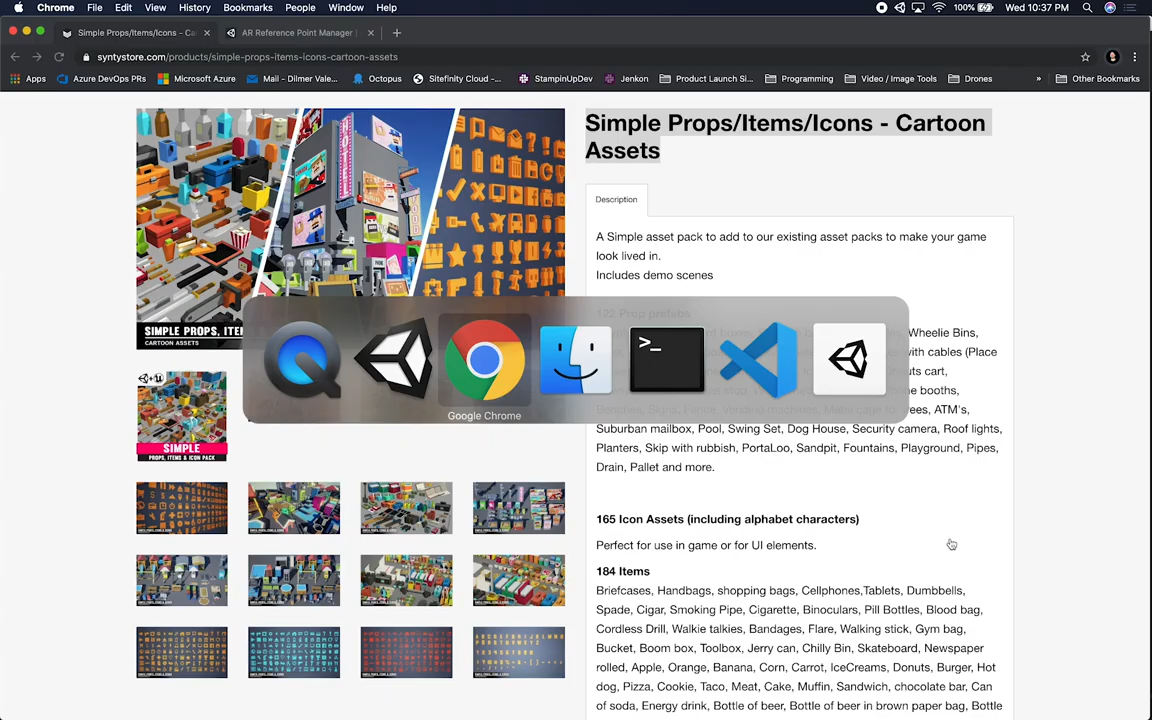 Chrome File Edit View History Bookmarks People Window Help 100% Wed 10:37 PM
Simple Props/Items/Icons - Ca AR Reference Point Manager
syntystore.com/products/simple-props-items-icons-cartoon-assets
Apps Azure DevOps PRs Microsoft Azure Mail - Dilmer Vale... Octopus Sitefinity Cloud -... StampinUpDev Jenkon Product Launch Si... Programming Video / Image Tools Drones » Other Bookmarks
Simple Props/Items/Icons - Cartoon
Assets
Description
A Simple asset pack to add to our existing asset packs to make your game
look lived in.
Includes demo scenes
122 Prop prefabs
Wheelie Bins,
with cables (Place
cart,
booths,
ATM's,
Suburban mailbox, Pool, Swing Set, Dog House, Security camera, Roof lights,
Planters, Skip with rubbish, PortaLoo, Sandpit, Fountains, Playground, Pipes,
Drain, Pallet and more.
165 Icon Assets (including alphabet characters)
Perfect for use in game or for UI elements.
184 Items
Briefcases, Handbags, shopping bags, Cellphones,Tablets, Dumbbells,
Spade, Cigar, Smoking Pipe, Cigarette, Binoculars, Pill Bottles, Blood bag,
Cordless Drill, Walkie talkies, Bandages, Flare, Walking stick, Gym bag,
Bucket, Boom box, Toolbox, Jerry can, Chilly Bin, Skateboard, Newspaper
rolled, Apple, Orange, Banana, Corn, Carrot, IceCreams, Donuts, Burger, Hot
dog, Pizza, Cookie, Taco, Meat, Cake, Muffin, Sandwich, chocolate bar, Can
of soda, Energy drink, Bottle of beer, Bottle of beer in brown paper bag, Bottle
SIMPLE PROPS, ITE
CARTOON ASSETS
Google Chrome
SIMPLE
PROPS, ITEMS & ICON PACK